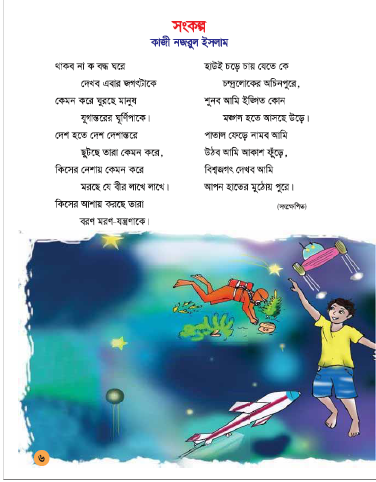 সংকল্প
কাজী নজরুল ইসলাম
থাকব না ক বদ্ধ ঘরে
দেখব এবার জগৎটাকে
কেমন করে ঘুরছে মানুষ
যুগান্তরের ঘূর্ণিপাকে।
দেশ হতে দেশ দেশান্তরে
ছুটছে তারা কেমন করে,
কিসের নেশায় কেমন করে
মরছে যে বীর লাখে লাখে।
কিসের আশায় করছে তারা
বরণ মরণ-যন্ত্রণাকে।
হাউই চড়ে চায় যেতে কে
চন্দ্রলোকের অচিনপুরে,
শুনব আমি ইঙ্গিত কোন
মঙ্গল হতে আসছে উড়ে।
পাতাল ফেড়ে নামব আমি
উঠব আমি আকাশ ফুঁড়ে,
বিশ্বজগৎ দেখব আমি
আপন হাতের মুঠোয় পুরে।
(সংক্ষেপিত)
৬